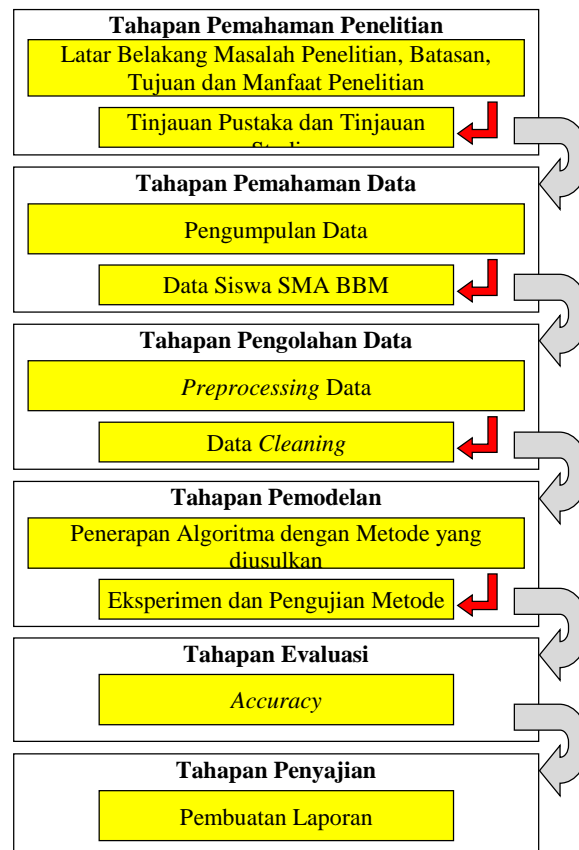 Tahapan Pemahaman Penelitian
Latar Belakang Masalah Penelitian, Batasan,
Tujuan dan Manfaat Penelitian
Tinjauan Pustaka dan Tinjauan
Tahapan Pemahaman Data
Pengumpulan Data
Data Siswa SMA BBM
Tahapan Pengolahan Data
Preprocessing Data
Data Cleaning
Tahapan Pemodelan
Penerapan Algoritma dengan Metode yang
diusulkan
Eksperimen dan Pengujian Metode
Tahapan Evaluasi
Accuracy
Tahapan Penyajian
Pembuatan Laporan